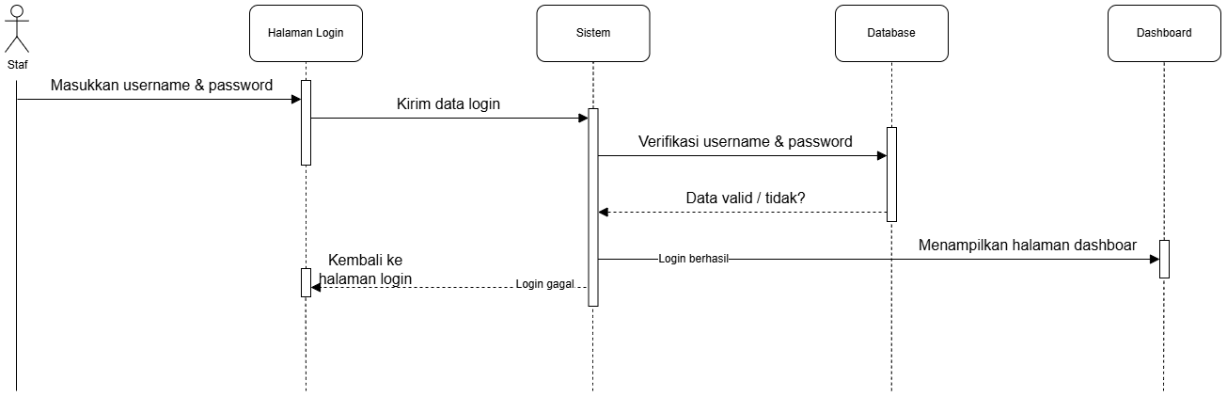 Staf
Halaman Login
Sistem
Database
Dashboard
Masukkan username & password
Kirim data login
Verifikasi username & password
Data valid / tidak?
Menampilkan halaman dashboar
Login berhasil
Kembali ke
halaman login
Login gagal